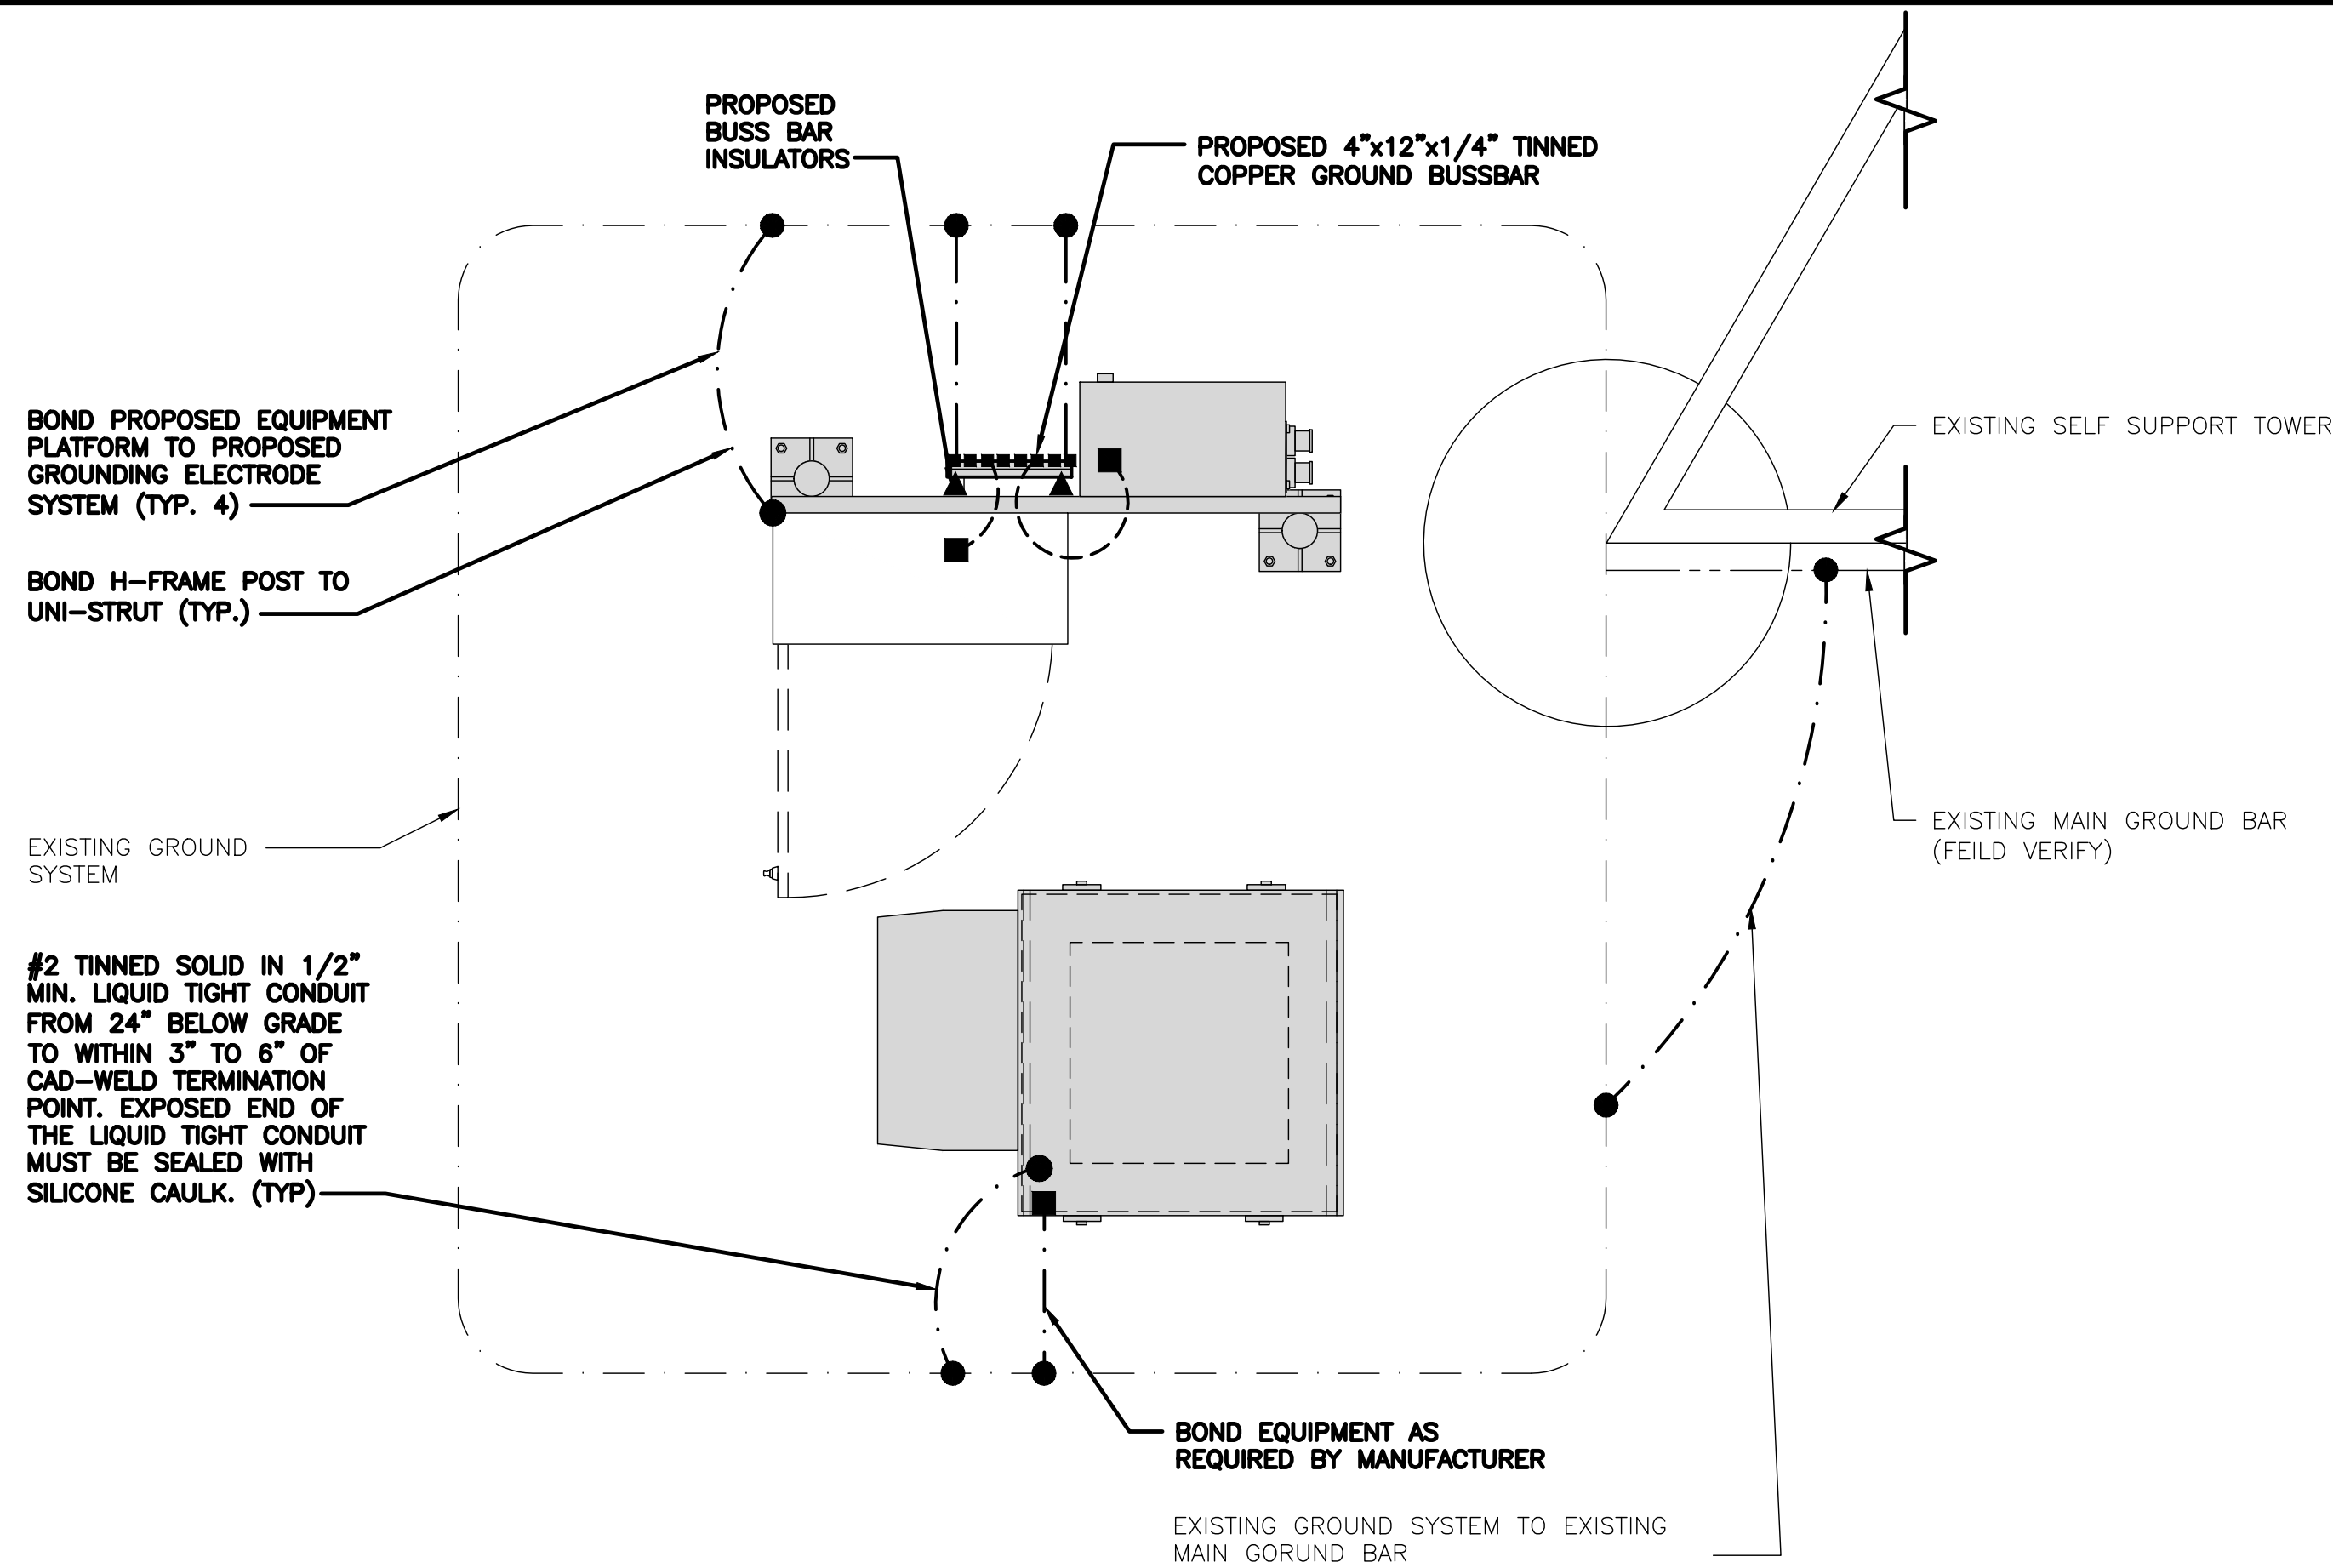 PROPOSED
BUSS BAR
INSULATORS
PROPOSED 4"x12"x1/4" TINNED
COPPER GROUND BUSSBAR
BOND PROPOSED EQUIPMENT
PLATFORM TO PROPOSED
GROUNDING ELECTRODE
SYSTEM (TYP. 4)
EXISTING SELF SUPPORT TOWER
BOND H-FRAME POST TO
UNI-STRUT (TYP.)
EXISTING GROUND
SYSTEM
EXISTING MAIN GROUND BAR
(FEILD VERIFY)
#2 TINNED SOLID IN 1/2"
MIN. LIQUID TIGHT CONDUIT
FROM 24" BELOW GRADE
TO WITHIN 3" TO 6" OF
CAD-WELD TERMINATION
POINT. EXPOSED END OF
THE LIQUID TIGHT CONDUIT
MUST BE SEALED WITH
SILICONE CAULK. (TYP)
BOND EQUIPMENT AS
REQUIRED BY MANUFACTURER
EXISTING GROUND SYSTEM TO EXISTING
MAIN GORUND BAR